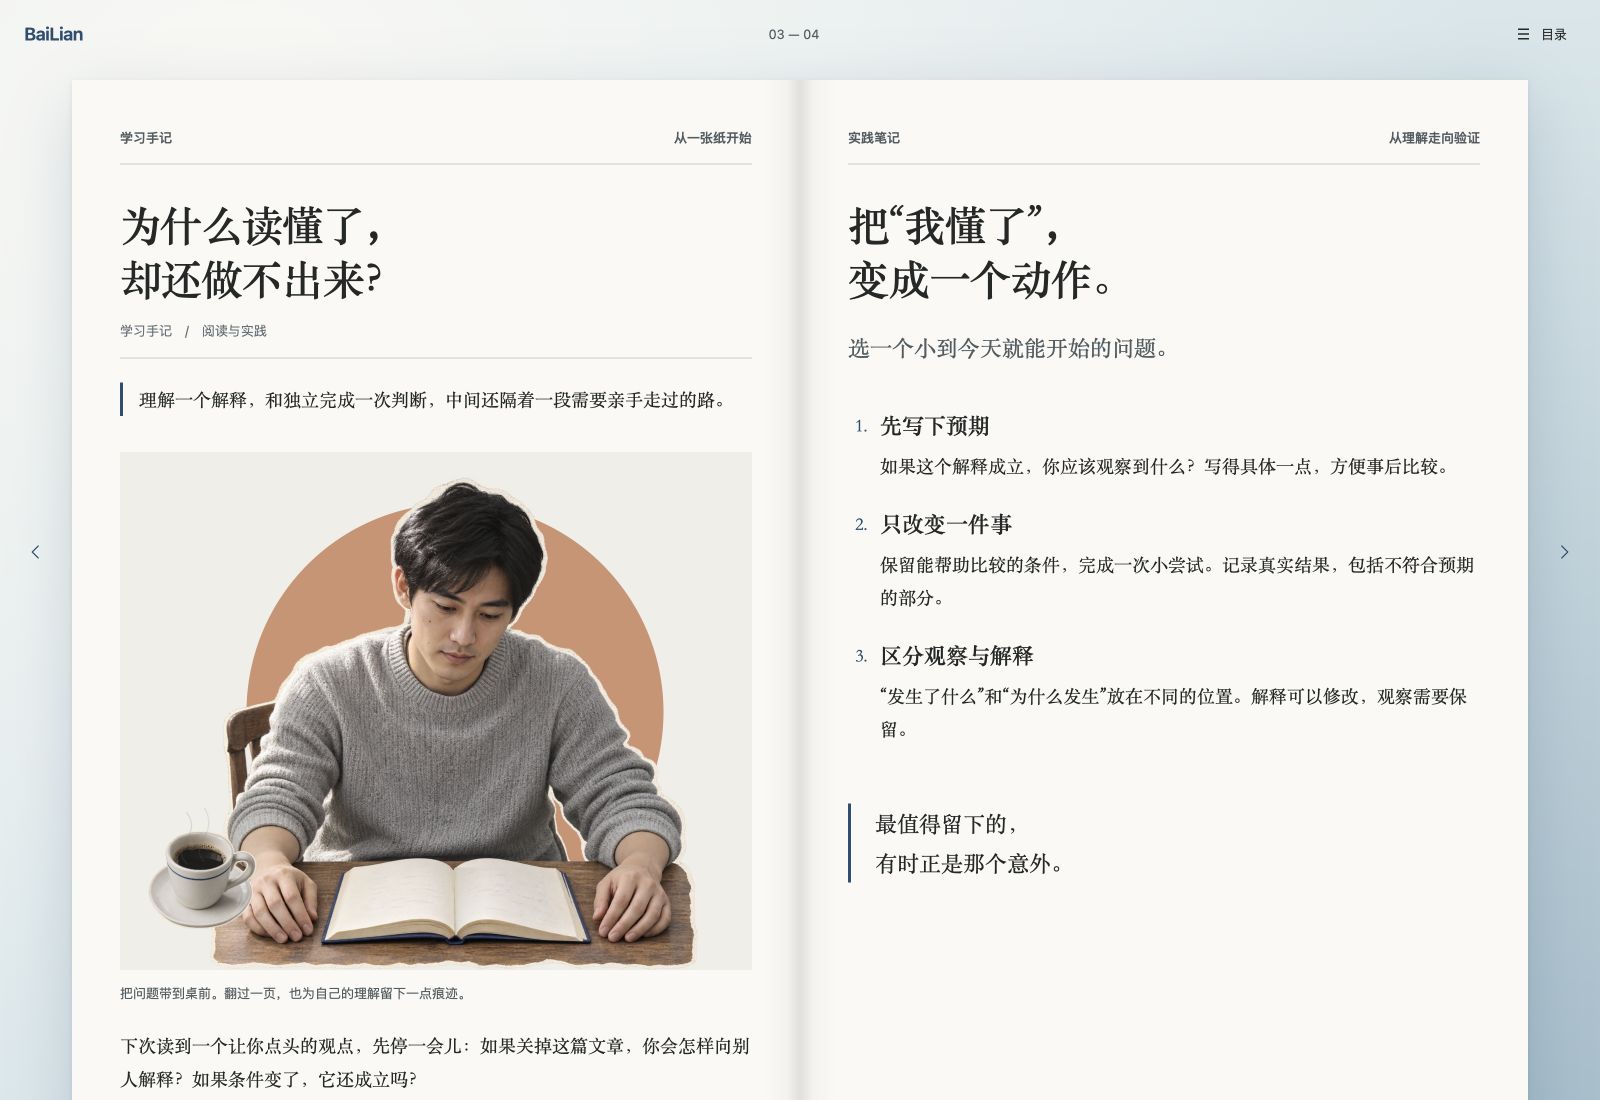 BaiLian
03 — 04
目录
学习手记
从一张纸开始
为什么读懂了，
却还做不出来？
学习手记 / 阅读与实践
理解一个解释，和独立完成一次判断，中间还隔着一段需要亲手走过的路。
把问题带到桌前。翻过一页，也为自己的理解留下一点痕迹。
下次读到一个让你点头的观点，先停一会儿：如果关掉这篇文章，你会怎样向别
人解释？如果条件变了，它还成立吗？
实践笔记
从理解走向验证
把“我懂了”，
变成一个动作。
选一个小到今天就能开始的问题。
1. 先写下预期
如果这个解释成立，你应该观察到什么？写得具体一点，方便事后比较。
2. 只改变一件事
保留能帮助比较的条件，完成一次小尝试。记录真实结果，包括不符合预期
的部分。
3. 区分观察与解释
“发生了什么”和“为什么发生”放在不同的位置。解释可以修改，观察需要保
留。
最值得留下的，
有时正是那个意外。